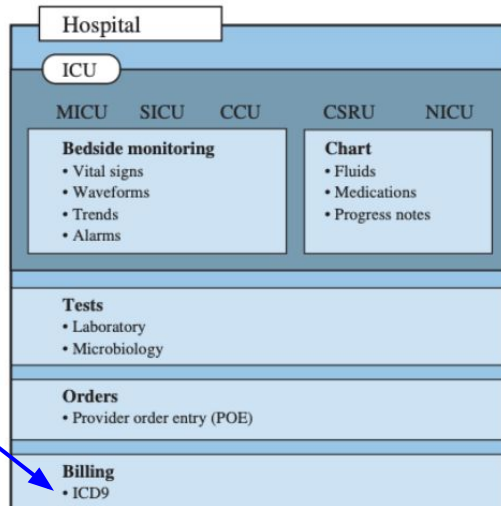 Hospital
ICU
MICU SICU CCU CSRU NICU
Bedside monitoring
• Vital signs
• Waveforms
• Trends
• Alarms
Chart
• Fluids
• Medications
• Progress notes
Tests
• Laboratory
• Microbiology
Orders
• Provider order entry (POE)
Billing
• ICD9